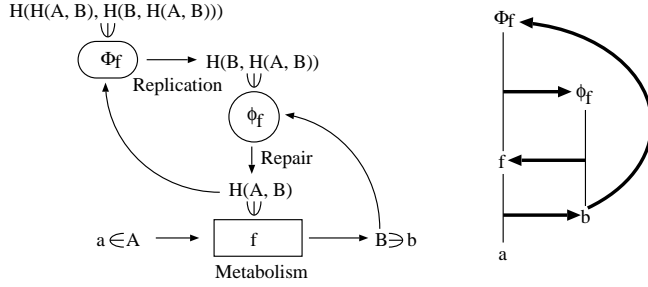 H(H(A, B), H(B, H(A, B)))
Φf
Replication
H(B, H(A, B))
ϕf
Repair
H(A, B)
a ∈ A
f
B ∋ b
Metabolism
Φf
ϕf
f
b
a